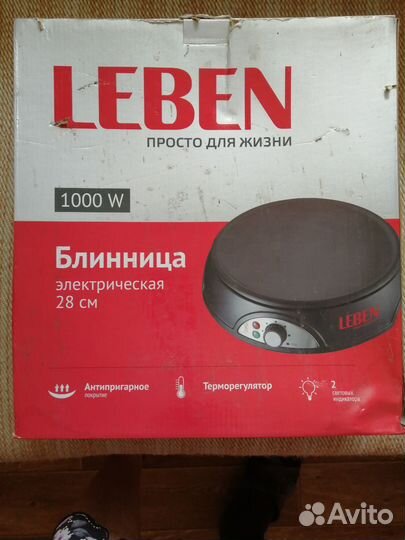 LEBEN
ПРОСТО ДЛЯ ЖИЗНИ
1000 W
Блинница
электрическая
28 см
LEBEN
Антипригарное
покрытие
Терморегулятор
2
световых
индикатора
Avito